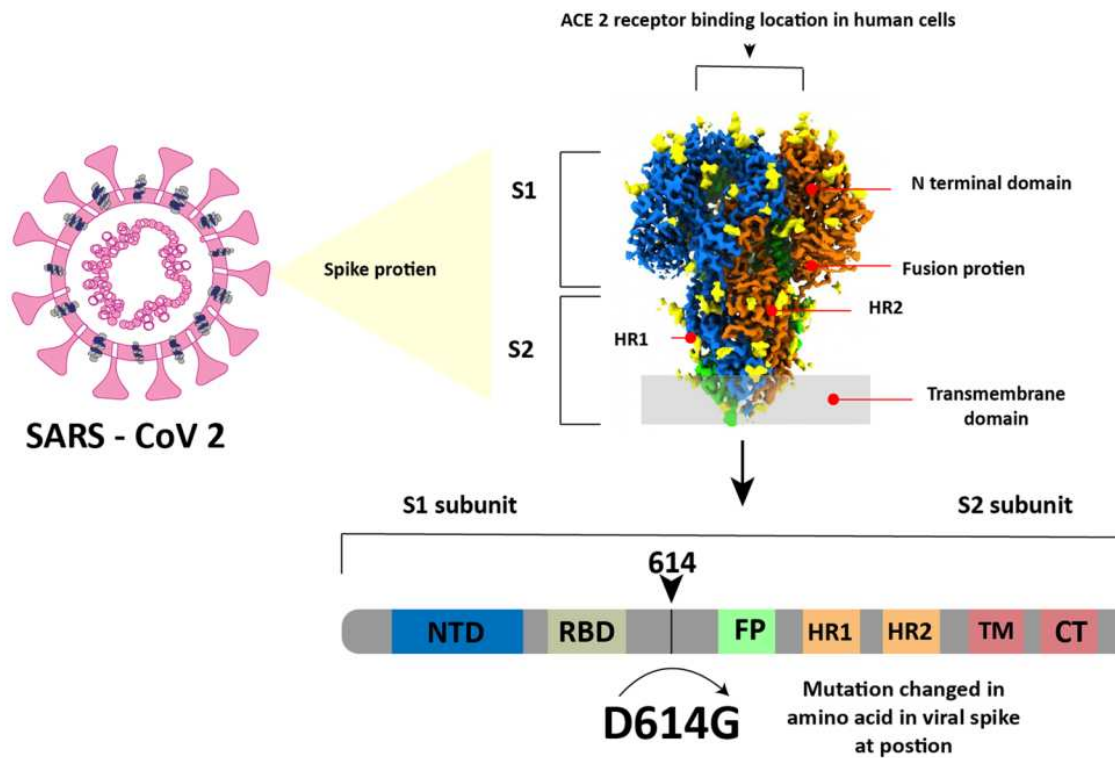 ACE 2 receptor binding location in human cells
S1
N terminal domain
Spike protien
Fusion protien
HR2
S2
HR1
Transmembrane
domain
SARS - CoV 2
S1 subunit
S2 subunit
614
NTD
RBD
FP
HR1
HR2
TM
CT
D614G
Mutation changed in
amino acid in viral spike
at postion